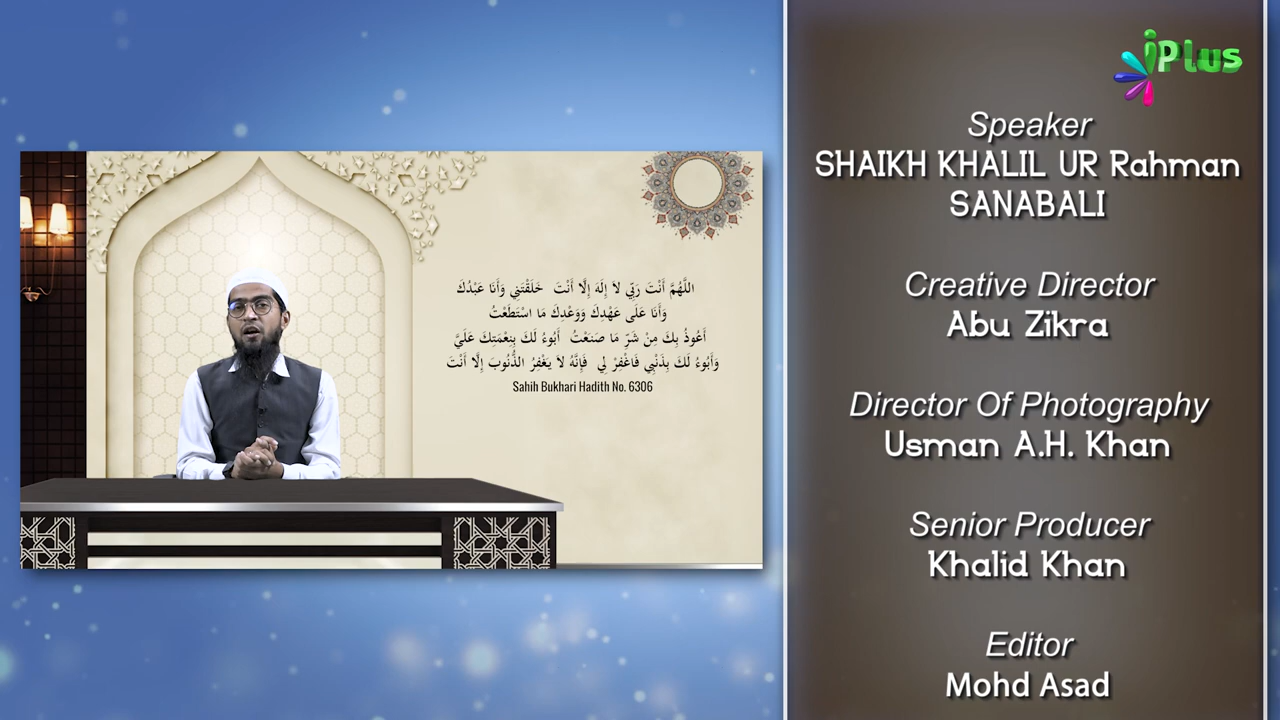 اللَّهُمَّ أَنْتَ رَبِّي لاَ إِلَهَ إِلَّا أَنْتَ خَلَقْتَنِي وَأَنَا عَبْدُكَ
وَأَنَا عَلَى عَهْدِكَ وَوَعْدِكَ مَا اسْتَطَعْتُ
أَعُوذُ بِكَ مِنْ شَرِّ مَا صَنَعْتُ أَبُوءُ لَكَ بِنِعْمَتِكَ عَلَيَّ
وَأَبُوءُ لَكَ بِذَنْبِي فَاغْفِرْ لِي فَإِنَّهُ لاَ يَغْفِرُ الذُّنُوبَ إِلَّا أَنْتَ
Sahih Bukhari Hadith No. 6306
iPlus
Speaker
SHAIKH KHALIL UR Rahman
SANABALI
Creative Director
Abu Zikra
Director Of Photography
Usman A.H. Khan
Senior Producer
Khalid Khan
Editor
Mohd Asad